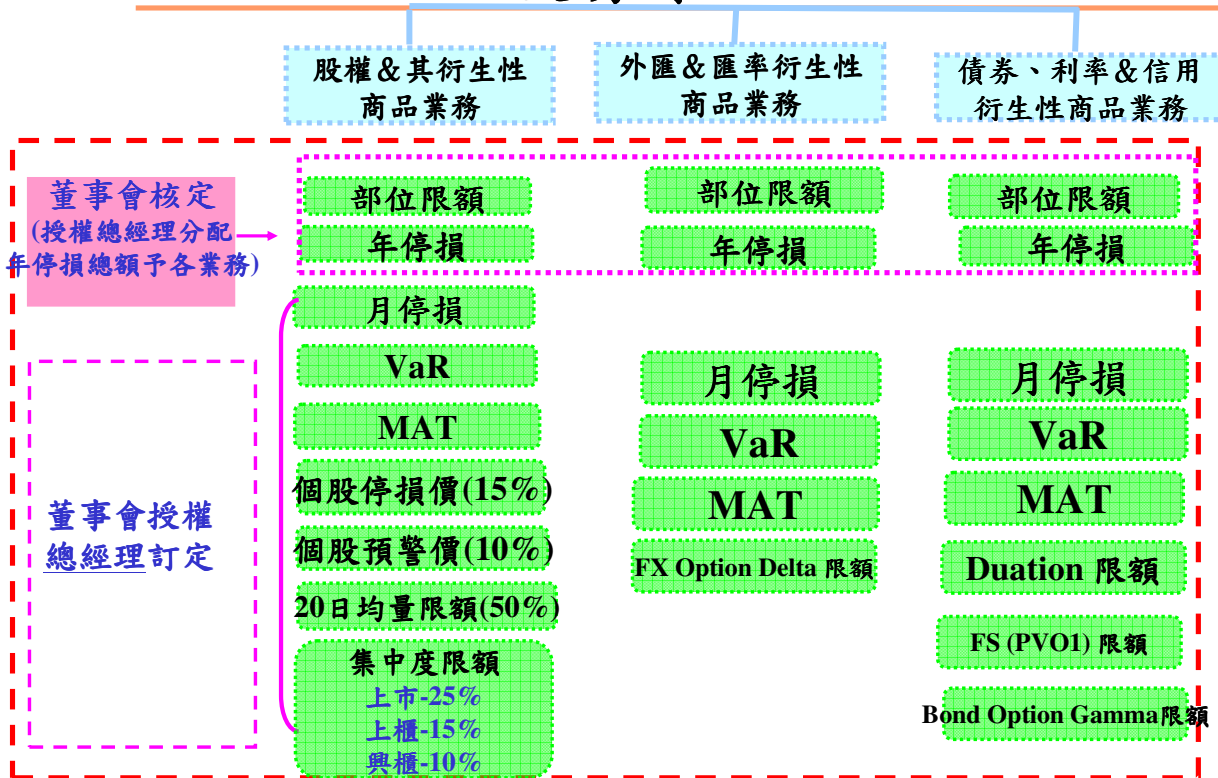 股權＆其衍生性
商品業務
外匯＆匯率衍生性
商品業務
債券、利率＆信用
衍生性商品業務
董事會核定
(授權總經理分配
年停損總額予各業務)
部位限額
年停損
部位限額
年停損
部位限額
年停損
董事會授權
總經理訂定
月停損
VaR
MAT
個股停損價(15%)
個股預警價(10%)
20日均量限額(50%)
集中度限額
上市-25%
上櫃-15%
興櫃-10%
月停損
VaR
MAT
FX Option Delta 限額
月停損
VaR
MAT
Duation 限額
FS (PVO1) 限額
Bond Option Gamma限額